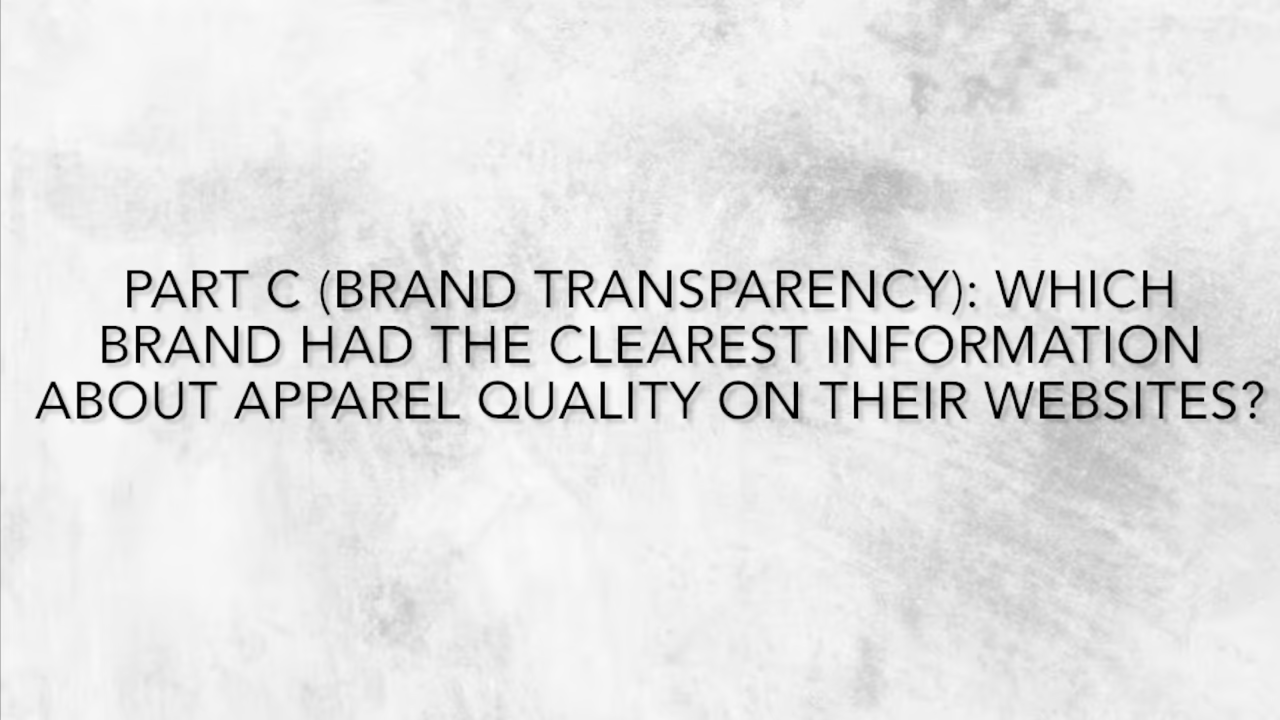 PART C (BRAND TRANSPARENCY): WHICH
BRAND HAD THE CLEAREST INFORMATION
ABOUT APPAREL QUALITY ON THEIR WEBSITES?